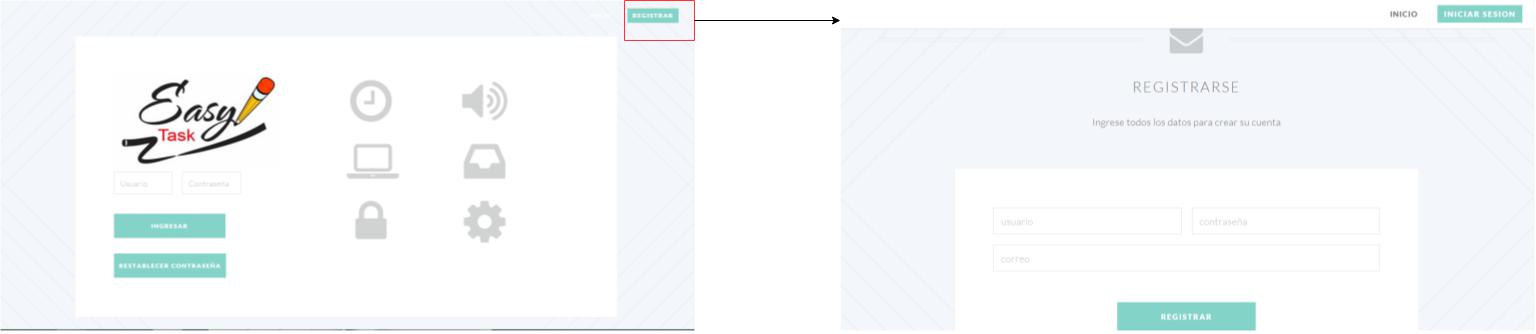 REGISTRAR
Easy
Task
Usuario
Contraseña
INGRESAR
RESTABLECER CONTRASEÑA
INICIO
INICIAR SESION
REGISTRARSE
Ingrese todos los datos para crear su cuenta
usuario
contraseña
correo
REGISTRAR